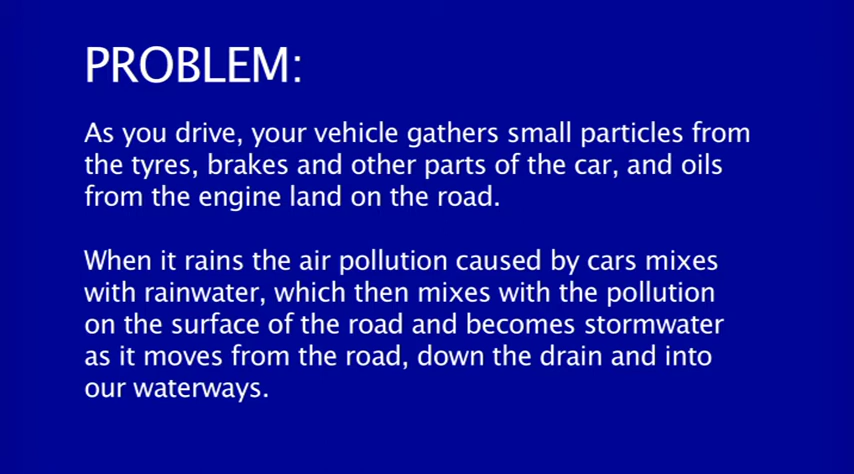 PROBLEM:
As you drive, your vehicle gathers small particles from
the tyres, brakes and other parts of the car, and oils
from the engine land on the road.
When it rains the air pollution caused by cars mixes
with rainwater, which then mixes with the pollution
on the surface of the road and becomes stormwater
as it moves from the road, down the drain and into
our waterways.